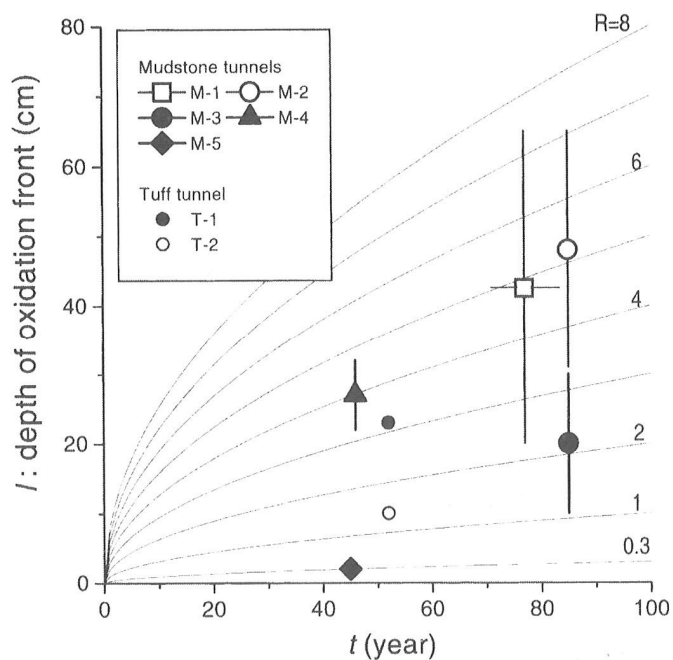 80
60
40
20
0
l : depth of oxidation front (cm)
Mudstone tunnels
M-1 M-2
M-3 M-4
M-5
Tuff tunnel
T-1
T-2
R=8
6
4
2
1
0.3
0 20 40 60 80 100
t (year)